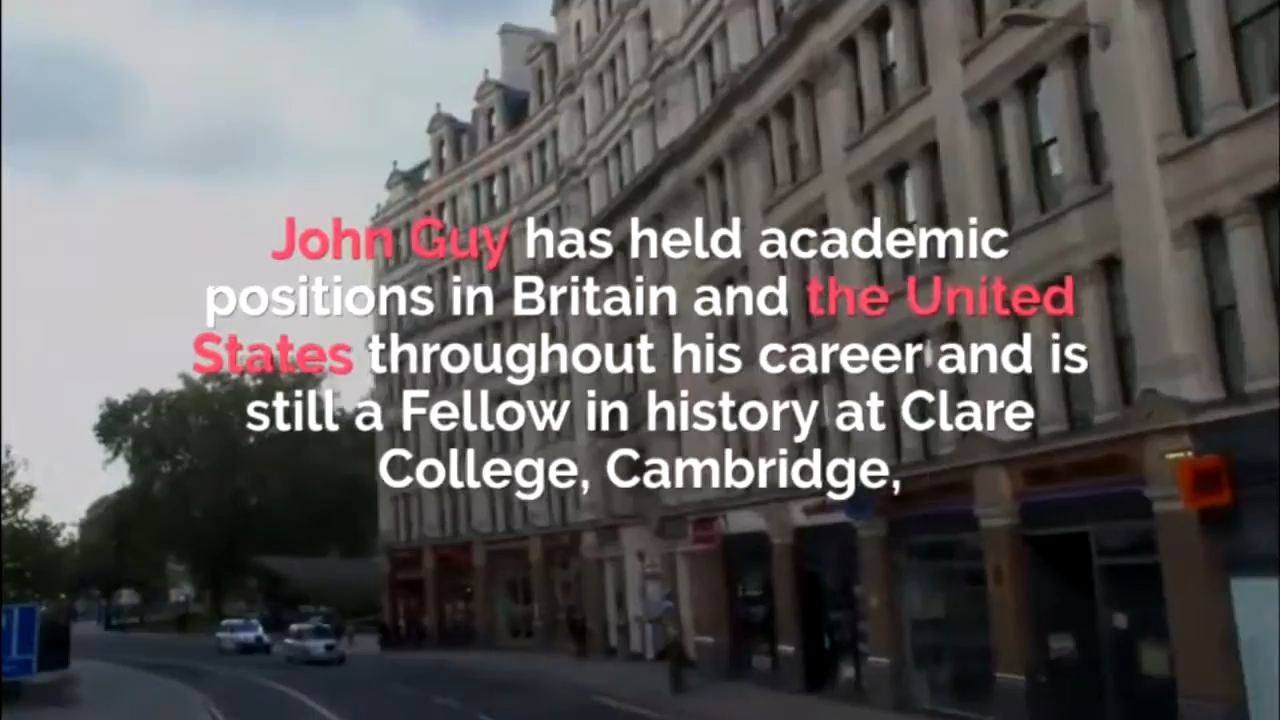 John Guy has held academic
positions in Britain and the United
States throughout his career and is
still a Fellow in history at Clare
College, Cambridge,